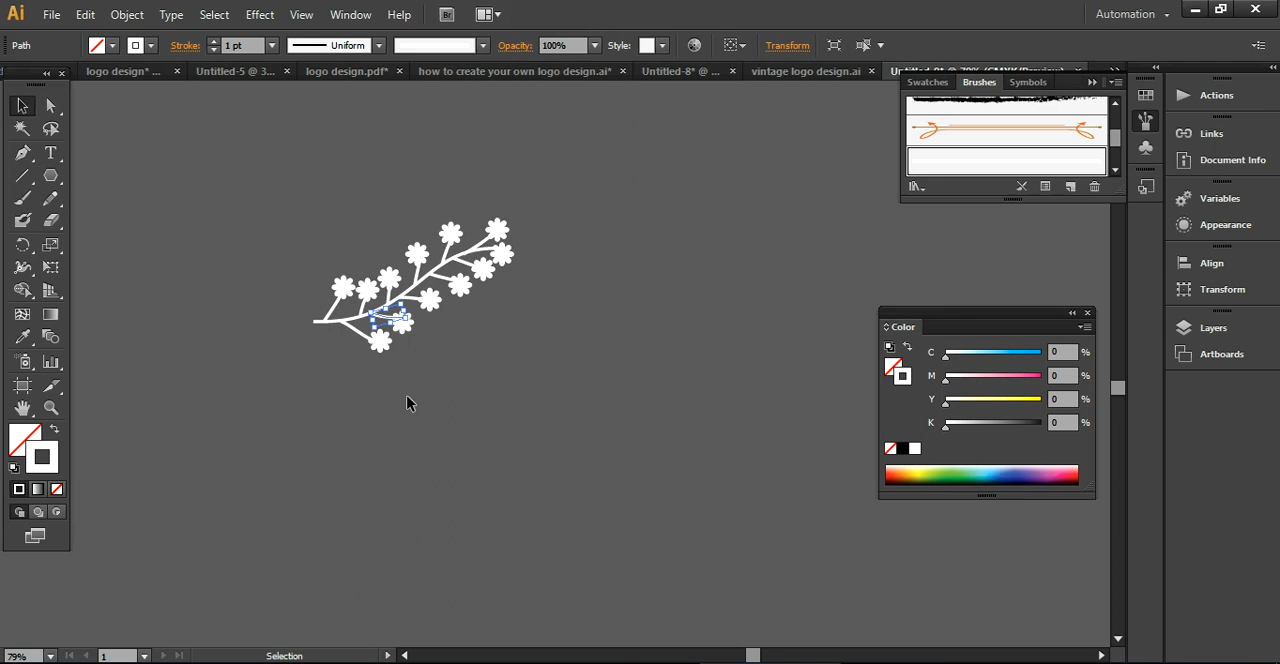 Ai File Edit Object Type Select Effect View Window Help Br Automation
Path Stroke: 1 pt Uniform Opacity: 100% Style: Transform
logo design* ... × Untitled-5 @ 3... × logo design.pdf* × how to create your own logo design.ai* × Untitled-8* @ ... × vintage logo design.ai ×
Swatches Brushes Symbols
Actions
Links
Document Info
Variables
Appearance
Align
Transform
Layers
Artboards
Color
C 0 %
M 0 %
Y 0 %
K 0 %
79% 1 Selection